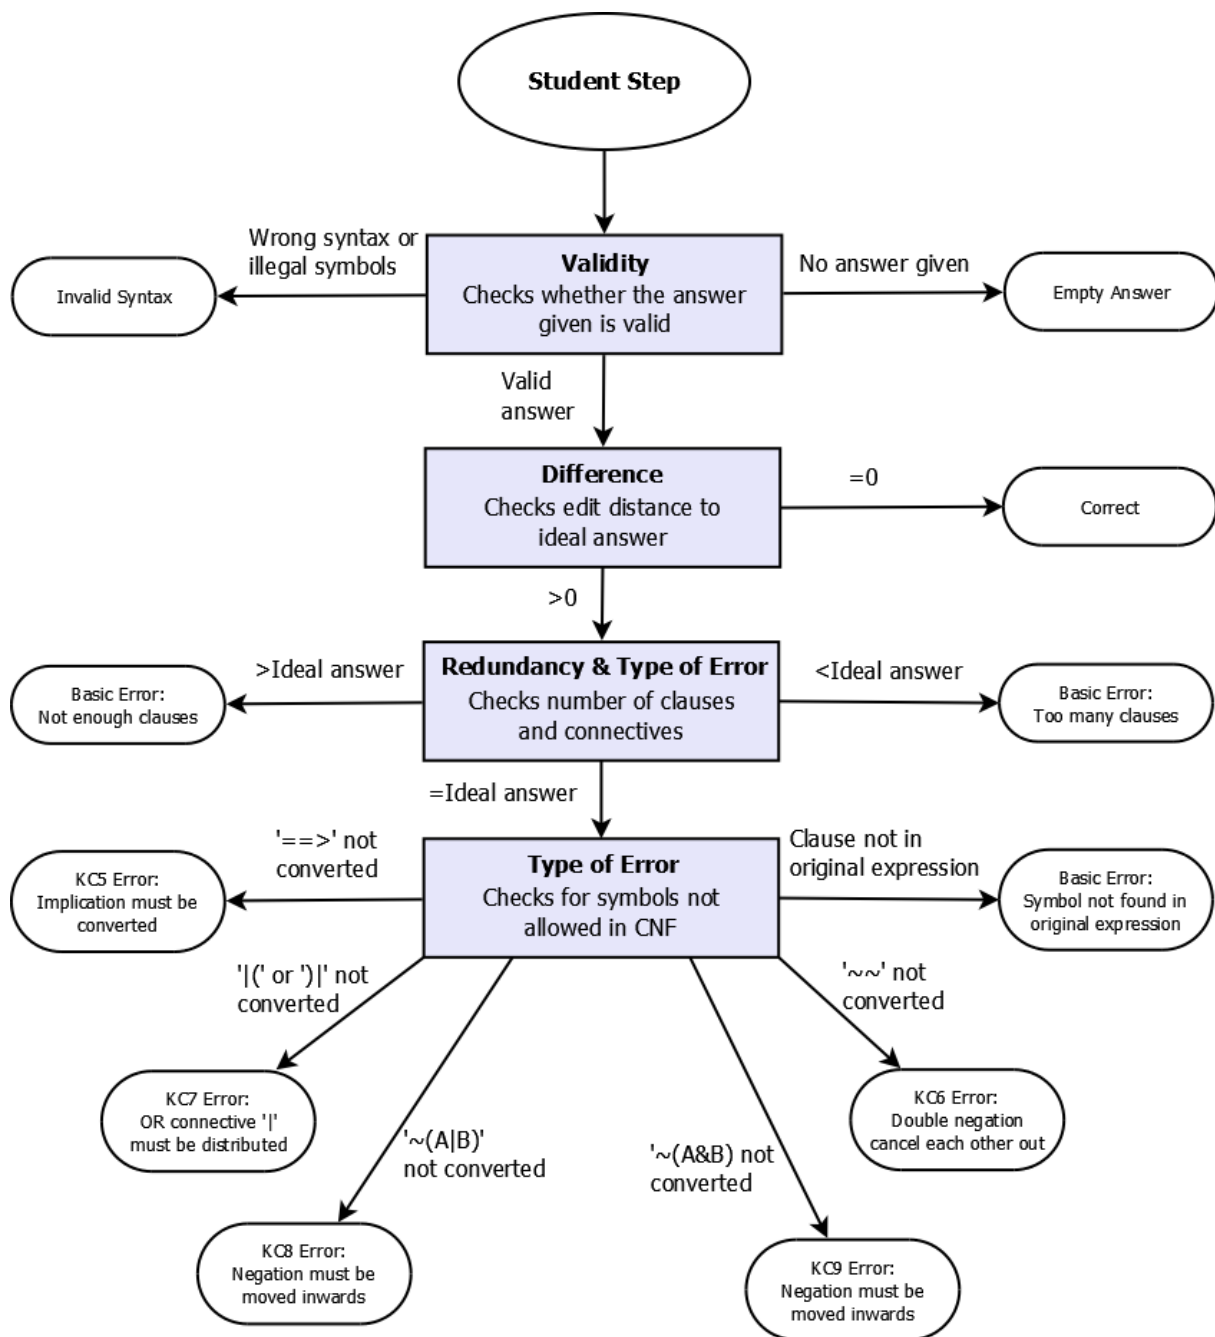 Student Step
Wrong syntax or
illegal symbols
Invalid Syntax
Validity
Checks whether the answer
given is valid
No answer given
Empty Answer
Valid
answer
Difference
Checks edit distance to
ideal answer
=0
Correct
>0
>Ideal answer
Basic Error:
Not enough clauses
Redundancy & Type of Error
Checks number of clauses
and connectives
<Ideal answer
Basic Error:
Too many clauses
=Ideal answer
'==>' not
converted
KC5 Error:
Implication must be
converted
Type of Error
Checks for symbols not
allowed in CNF
Clause not in
original expression
Basic Error:
Symbol not found in
original expression
'|(' or ')|' not
converted
'~~' not
converted
KC7 Error:
OR connective '|'
must be distributed
KC6 Error:
Double negation
cancel each other out
'~(A|B)'
not converted
'~(A&B) not
converted
KC8 Error:
Negation must be
moved inwards
KC9 Error:
Negation must be
moved inwards